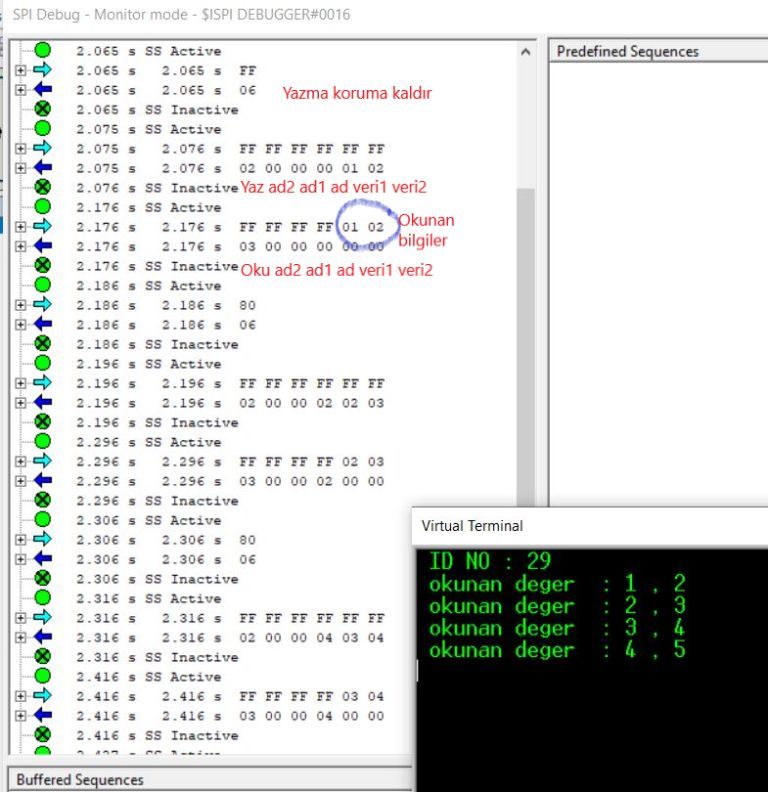 SPI Debug - Monitor mode - $ISPI DEBUGGER#0016
Predefined Sequences
2.065 s SS Active
2.065 s 2.065 s FF
2.065 s 2.065 s 06
Yazma koruma kaldır
2.065 s SS Inactive
2.075 s SS Active
2.075 s 2.076 s FF FF FF FF FF FF
2.075 s 2.076 s 02 00 00 00 01 02
2.076 s SS Inactive Yaz ad2 ad1 ad veri1 veri2
2.176 s SS Active
2.176 s 2.176 s FF FF FF FF 01 02 Okunan
bilgiler
2.176 s 2.176 s 03 00 00 00 00 00
2.176 s SS Inactive Oku ad2 ad1 ad veri1 veri2
2.186 s SS Active
2.186 s 2.186 s 80
2.186 s 2.186 s 06
2.186 s SS Inactive
2.196 s SS Active
2.196 s 2.196 s FF FF FF FF FF FF
2.196 s 2.196 s 02 00 00 02 02 03
2.196 s SS Inactive
2.296 s SS Active
2.296 s 2.296 s FF FF FF FF 02 03
2.296 s 2.296 s 03 00 00 02 00 00
2.296 s SS Inactive
2.306 s SS Active
2.306 s 2.306 s 80
2.306 s 2.306 s 06
2.306 s SS Inactive
2.316 s SS Active
2.316 s 2.316 s FF FF FF FF FF FF
2.316 s 2.316 s 02 00 00 04 03 04
2.316 s SS Inactive
2.416 s SS Active
2.416 s 2.416 s FF FF FF FF 03 04
2.416 s 2.416 s 03 00 00 04 00 00
2.416 s SS Inactive
Virtual Terminal
ID NO : 29
okunan deger : 1 , 2
okunan deger : 2 , 3
okunan deger : 3 , 4
okunan deger : 4 , 5
Buffered Sequences